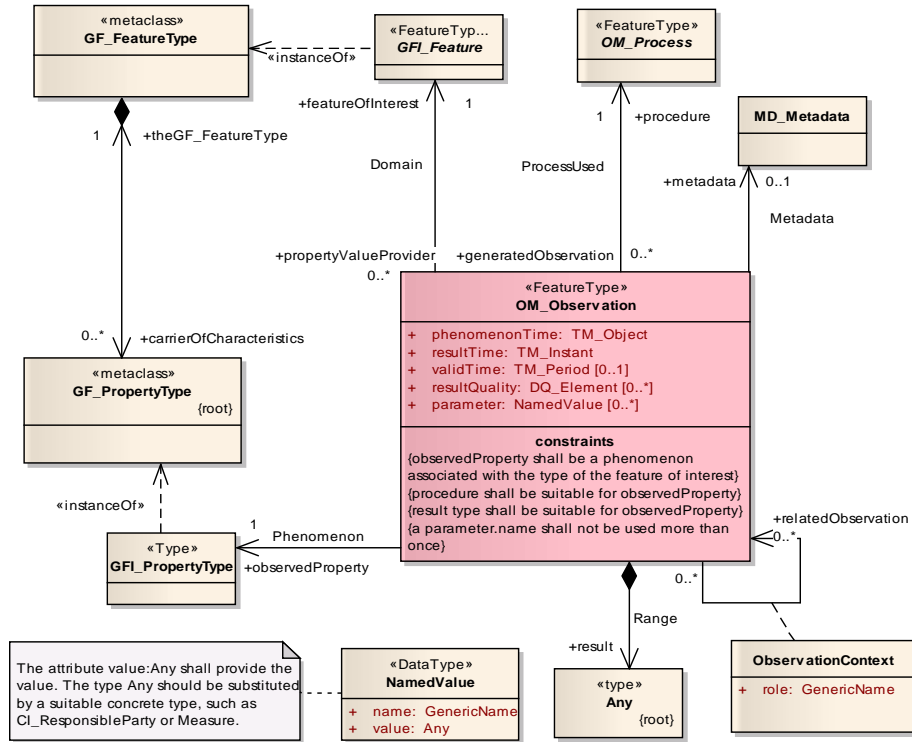 «metaclass»
GF_FeatureType
«FeatureTyp...
GFI_Feature
«FeatureType»
OM_Process
«instanceOf»
MD_Metadata
+featureOfInterest
1
1
+procedure
1
+theGF_FeatureType
Domain
ProcessUsed
+metadata
0..1
Metadata
+propertyValueProvider
0..*
+generatedObservation
0..*
«FeatureType»
OM_Observation
+ phenomenonTime: TM_Object
+ resultTime: TM_Instant
+ validTime: TM_Period [0..1]
+ resultQuality: DQ_Element [0..*]
+ parameter: NamedValue [0..*]
constraints
{observedProperty shall be a phenomenon
associated with the type of the feature of interest}
{procedure shall be suitable for observedProperty}
{result type shall be suitable for observedProperty}
{a parameter.name shall not be used more than
once}
0..*
+carrierOfCharacteristics
«metaclass»
GF_PropertyType
{root}
«instanceOf»
«Type»
GFI_PropertyType
1
Phenomenon
+observedProperty
+relatedObservation
0..*
0..*
Range
+result
«type»
Any
{root}
ObservationContext
+ role: GenericName
The attribute value:Any shall provide the
value. The type Any should be substituted
by a suitable concrete type, such as
CI_ResponsibleParty or Measure.
«DataType»
NamedValue
+ name: GenericName
+ value: Any